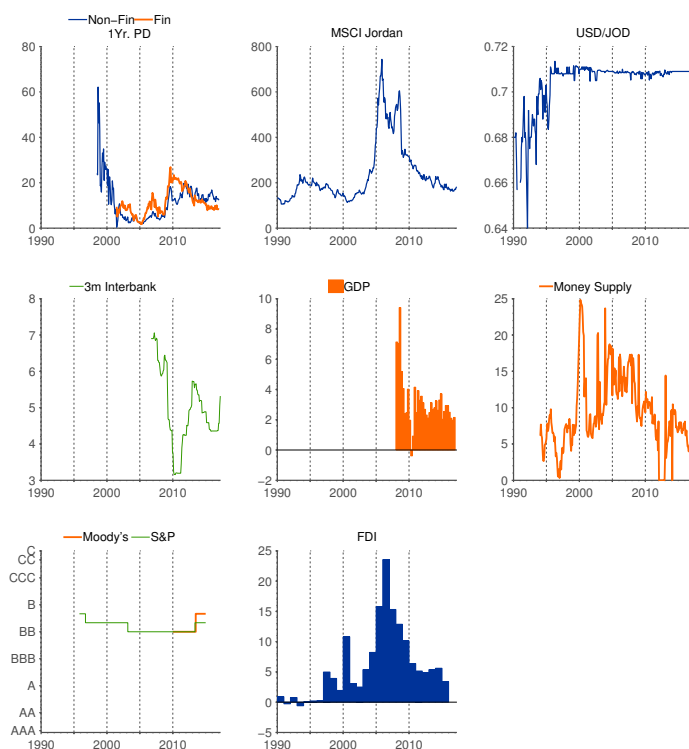 Non−Fin Fin
1Yr. PD
80
60
40
20
0
1990 2000 2010
MSCI Jordan
800
600
400
200
0
1990 2000 2010
USD/JOD
0.72
0.7
0.68
0.66
0.64
1990 2000 2010
3m Interbank
8
7
6
5
4
3
1990 2000 2010
GDP
10
8
6
4
2
0
−2
1990 2000 2010
Money Supply
25
20
15
10
5
0
1990 2000 2010
Moody's S&P
C
CC
CCC
B
BB
BBB
A
AA
AAA
1990 2000 2010
FDI
25
20
15
10
5
0
−5
1990 2000 2010